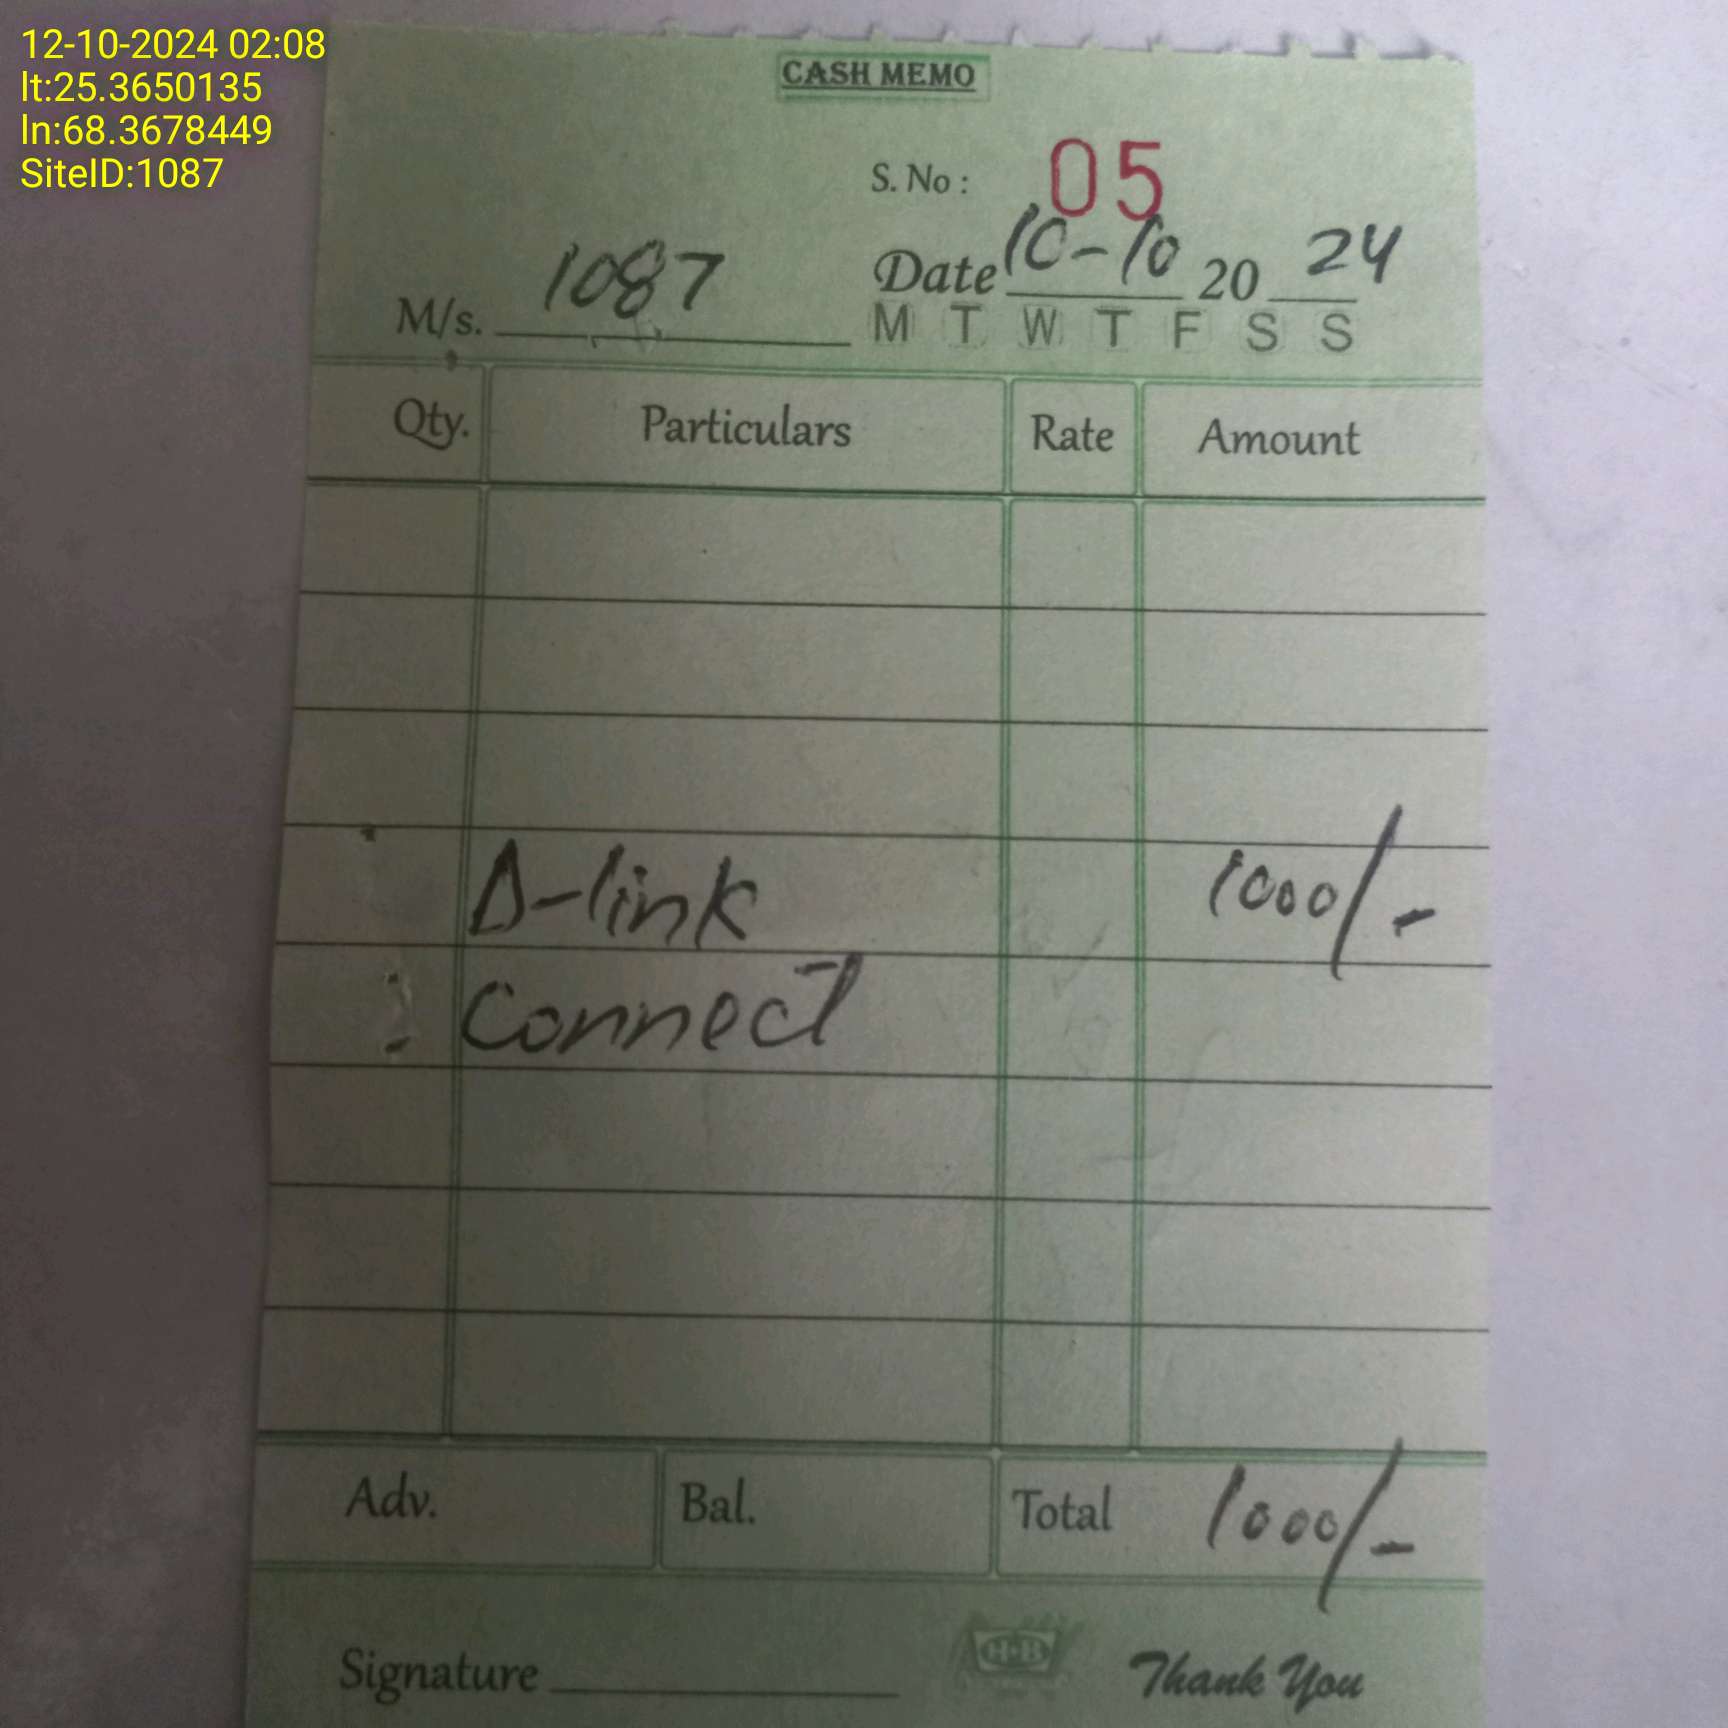 12-10-2024 02:08
lt:25.3650135
ln:68.3678449
SiteID:1087
CASH MEMO
S. No : 05
M/s. 1087 Date 10-10 20 24
M T W T F S S
Qty. Particulars Rate Amount
D-link 1000/-
Connect
Adv. Bal. Total 1000/-
Signature H·B Thank You